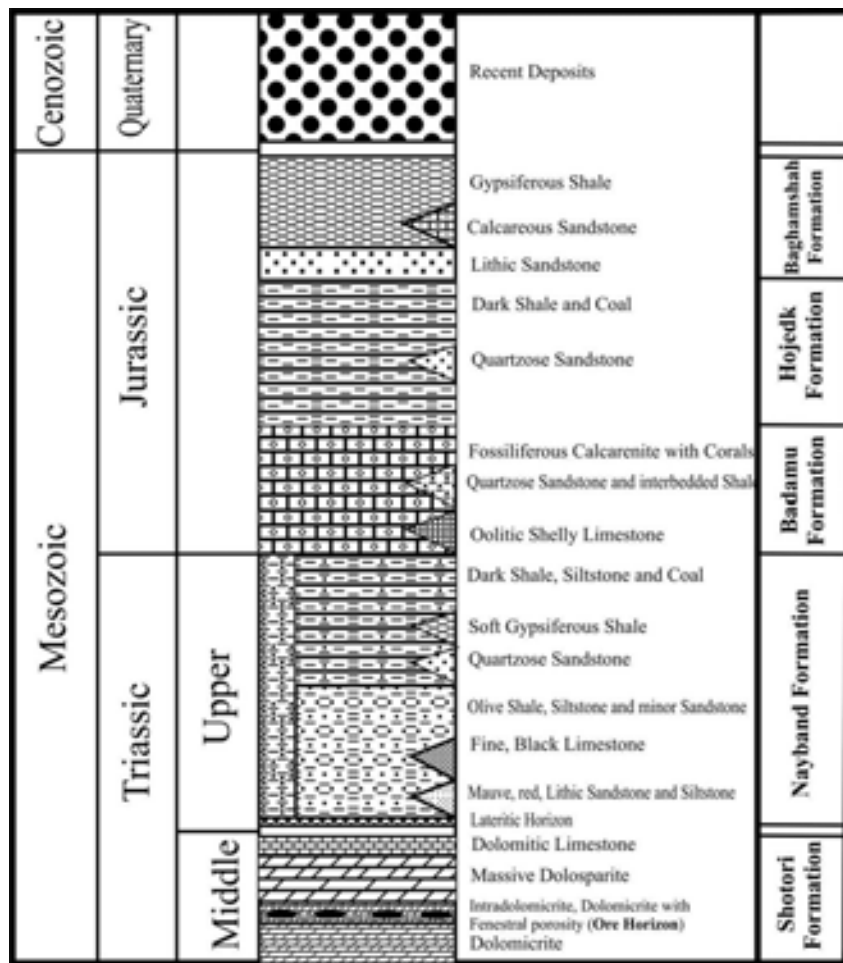 Cenozoic
Quaternary
Recent Deposits
Mesozoic
Jurassic
Gypsiferous Shale
Calcareous Sandstone
Lithic Sandstone
Baghamshah
Formation
Dark Shale and Coal
Quartzose Sandstone
Hojedk
Formation
Fossiliferous Calcarenite with Corals
Quartzose Sandstone and interbedded Shale
Oolitic Shelly Limestone
Badamu
Formation
Triassic
Upper
Dark Shale, Siltstone and Coal
Soft Gypsiferous Shale
Quartzose Sandstone
Olive Shale, Siltstone and minor Sandstone
Fine, Black Limestone
Mauve, red, Lithic Sandstone and Siltstone
Lateritic Horizon
Nayband Formation
Middle
Dolomitic Limestone
Massive Dolosparite
Intradolomicrite, Dolomicrite with
Fenestral porosity (Ore Horizon)
Dolomicrite
Shotori
Formation